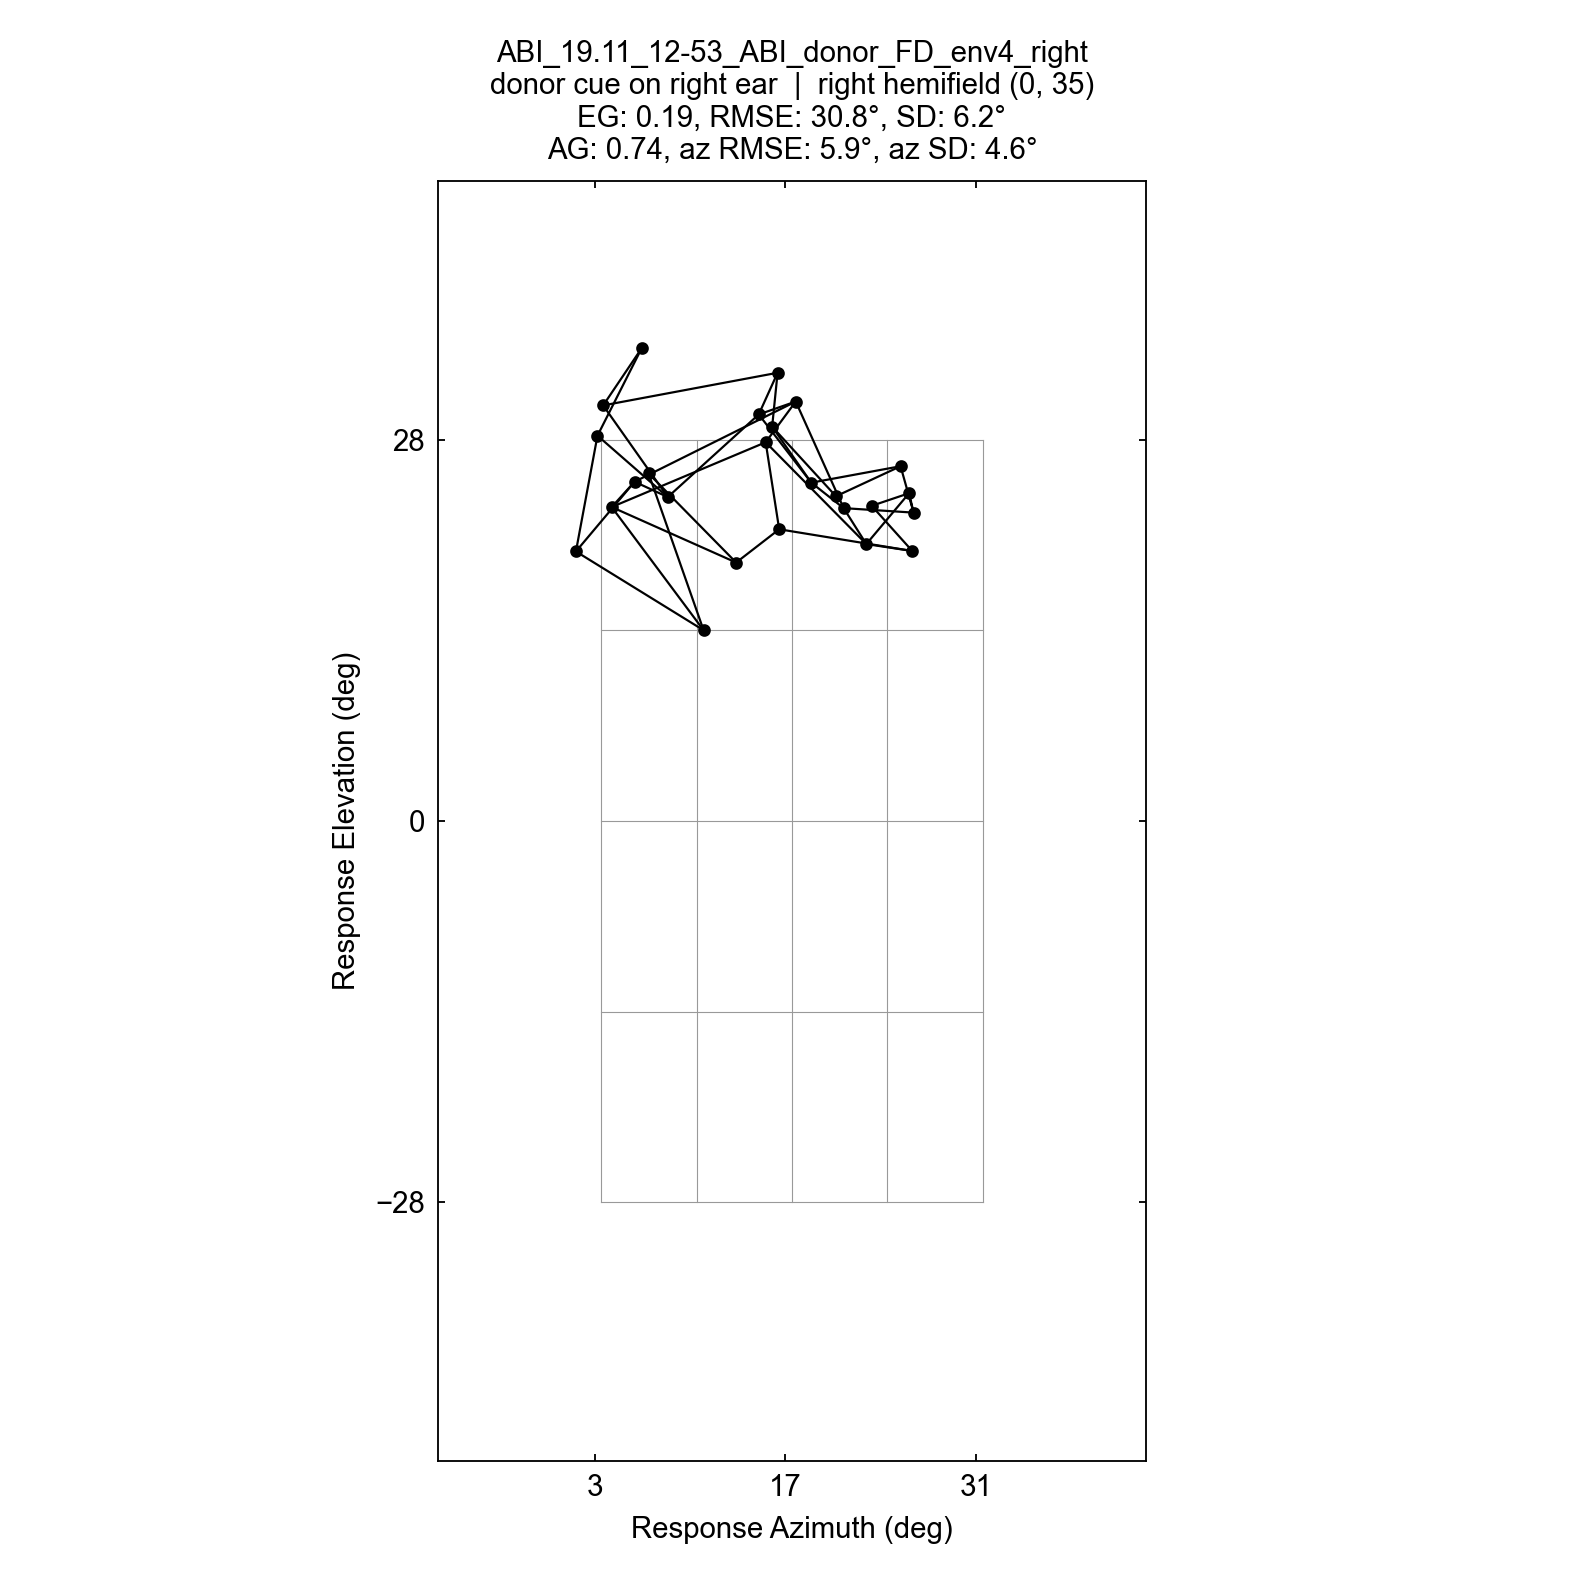 ABI_19.11_12-53_ABI_donor_FD_env4_right
donor cue on right ear | right hemifield (0, 35)
EG: 0.19, RMSE: 30.8°, SD: 6.2°
AG: 0.74, az RMSE: 5.9°, az SD: 4.6°
28
0
−28
Response Elevation (deg)
3 17 31
Response Azimuth (deg)